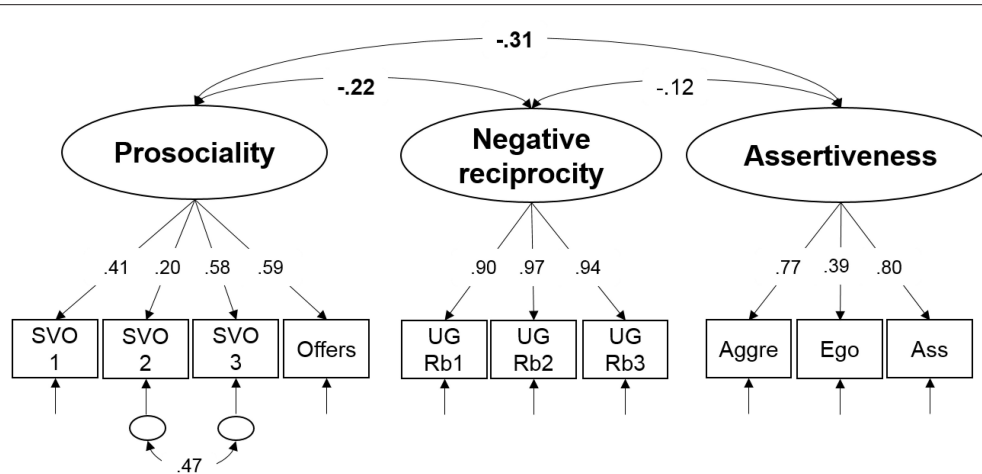 -.31
-.22
-.12
Prosociality
Negative
reciprocity
Assertiveness
.41 .20 .58 .59
.90 .97 .94
.77 .39 .80
SVO
1
SVO
2
SVO
3
Offers
UG
Rb1
UG
Rb2
UG
Rb3
Aggre
Ego
Ass
.47